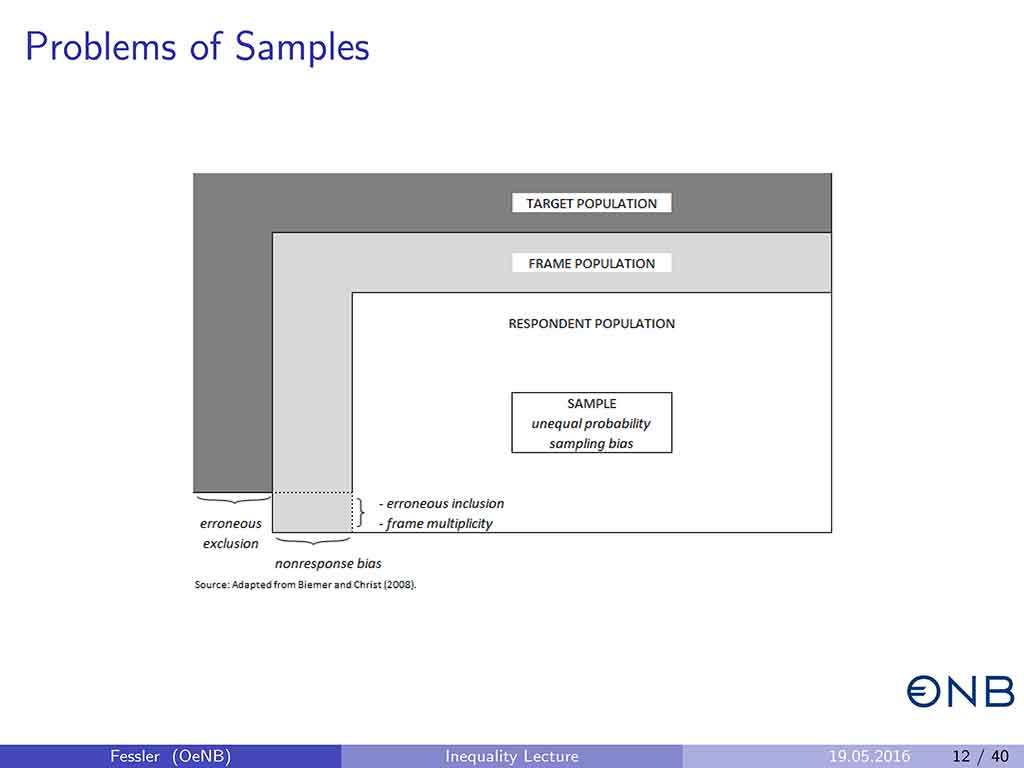 Problems of Samples
TARGET POPULATION
FRAME POPULATION
RESPONDENT POPULATION
SAMPLE
unequal probability
sampling bias
- erroneous inclusion
- frame multiplicity
erroneous
exclusion
nonresponse bias
Source: Adapted from Biemer and Christ (2008).
€NB
Fessler (OeNB) Inequality Lecture 19.05.2016 12 / 40